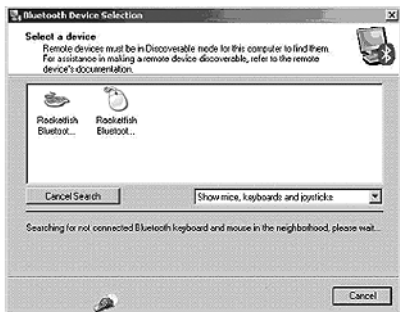 Bluetooth Device Selection
Select a device
Remote devices must be in Discoverable mode for this computer to find them.
For assistance in making a remote device discoverable, refer to the remote
device's documentation.
Rocketfish Rocketfish
Bluetoot... Bluetoot...
Cancel Search Show mice, keyboards and joysticks
Searching for not connected Bluetooth keyboard and mouse in the neighborhood, please wait...
Cancel